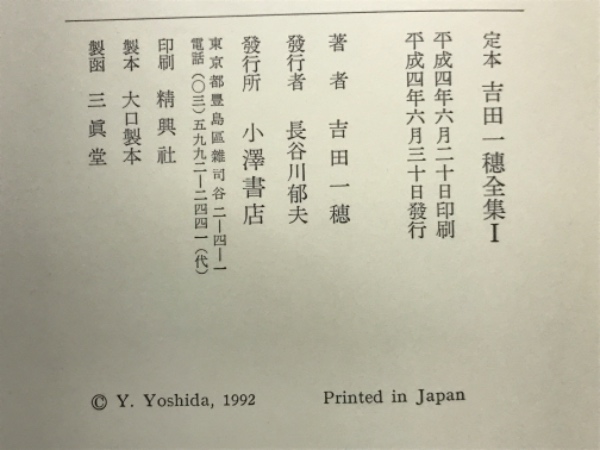 定本 吉田一穂全集 I
平成四年六月二十日印刷
平成四年六月三十日發行
著者 吉田一穂
發行者 長谷川郁夫
發行所 小澤書店
東京都豊島區雜司谷二—四—一
電話(〇三)五九九二—二四四一(代)
印刷 精興社
製本 大口製本
製函 三眞堂
© Y. Yoshida, 1992 Printed in Japan